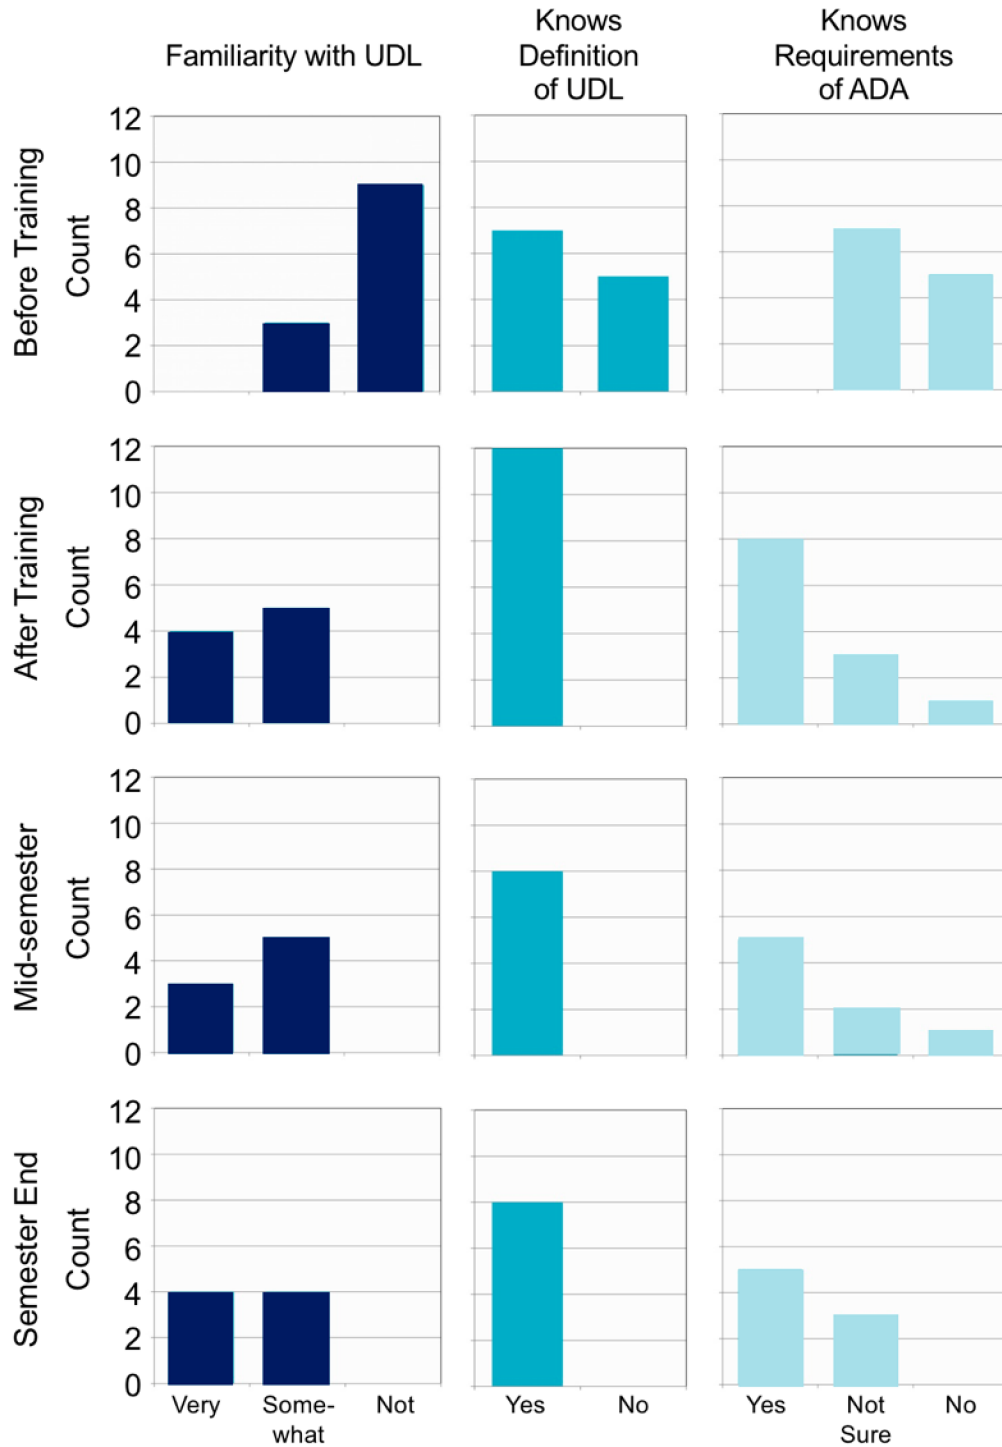 Familiarity with UDL
Knows
Definition
of UDL
Knows
Requirements
of ADA
Before Training
Count
12
10
8
6
4
2
0
After Training
Count
12
10
8
6
4
2
0
Mid-semester
Count
12
10
8
6
4
2
0
Semester End
Count
12
10
8
6
4
2
0
Very
Some-
what
Not
Yes
No
Yes
Not
Sure
No